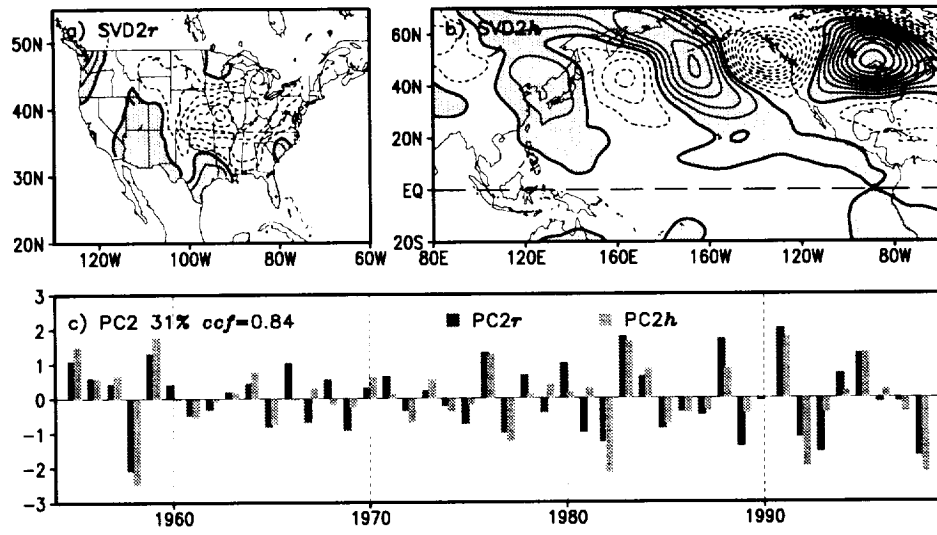 a) SVD2r
b) SVD2h
50N
40N
30N
20N
120W
100W
80W
60W
60N
40N
20N
EQ
20S
80E
120E
160E
160W
120W
80W
c) PC2 31% ccf=0.84
PC2r
PC2h
3
2
1
0
-1
-2
-3
1960
1970
1980
1990